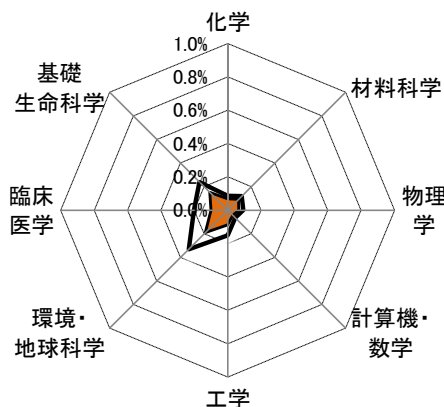 化学
1.0%
0.8%
0.6%
0.4%
0.2%
0.0%
材料科学
物理
学
計算機・
数学
工学
環境・
地球科学
臨床
医学
基礎
生命科学